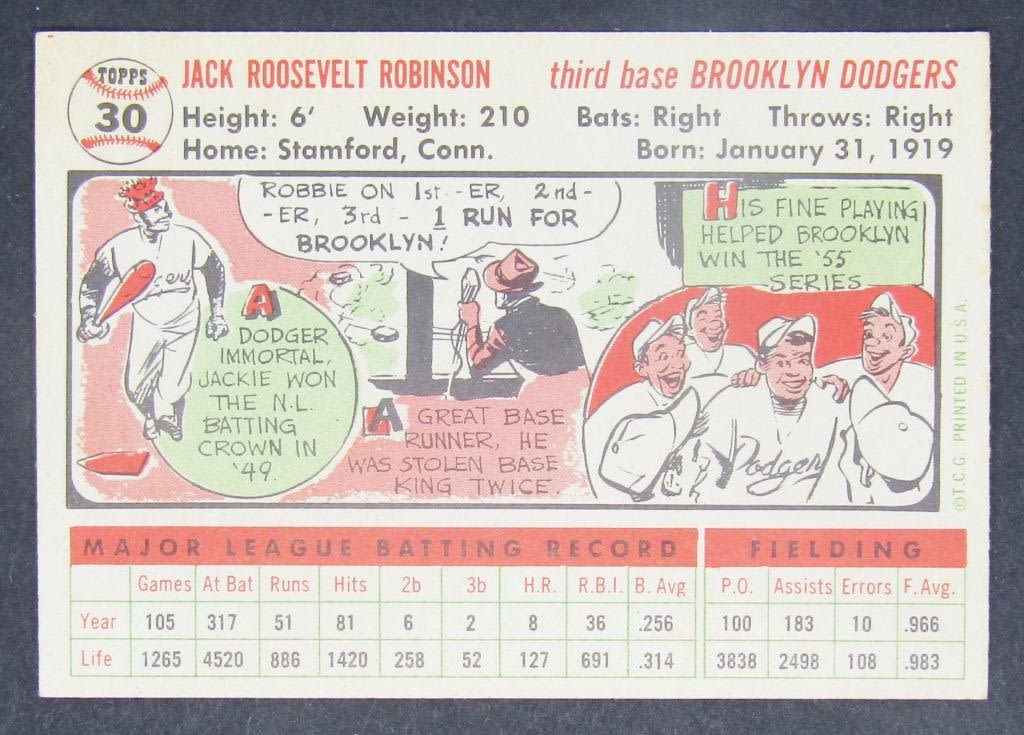 TOPPS
30
JACK ROOSEVELT ROBINSON third base BROOKLYN DODGERS
Height: 6' Weight: 210 Bats: Right Throws: Right
Home: Stamford, Conn. Born: January 31, 1919
ROBBIE ON 1st--ER, 2nd-
-ER, 3rd - 1 RUN FOR
BROOKLYN!
A
DODGER
IMMORTAL,
JACKIE WON
THE N.L.
BATTING
CROWN IN
'49.
A GREAT BASE
RUNNER, HE
WAS STOLEN BASE
KING TWICE.
HIS FINE PLAYING
HELPED BROOKLYN
WIN THE '55
SERIES
Dodgers
©T.C.G. PRINTED IN U.S.A.
MAJOR LEAGUE BATTING RECORD FIELDING
Games At Bat Runs Hits 2b 3b H.R. R.B.I. B. Avg P.O. Assists Errors F. Avg.
Year 105 317 51 81 6 2 8 36 .256 100 183 10 .966
Life 1265 4520 886 1420 258 52 127 691 .314 3838 2498 108 .983